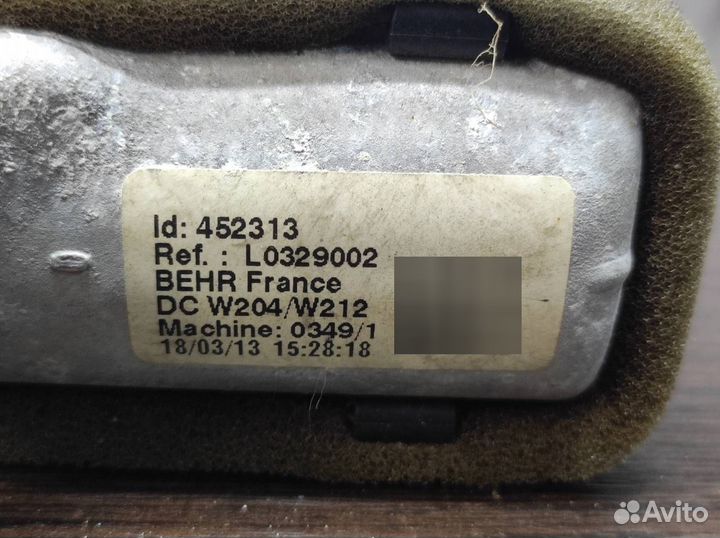 Id: 452313
Ref. : L0329002
BEHR France
DC W204/W212
Machine: 0349/1
18/03/13 15:28:18
0
Avito